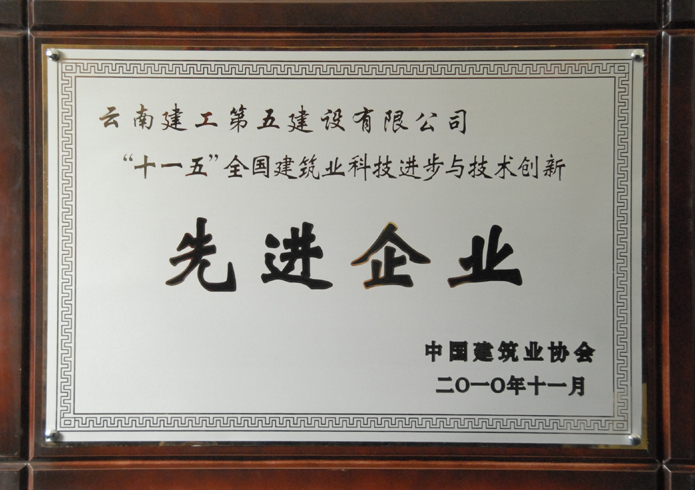 云南建工第五建设有限公司
“十一五”全国建筑业科技进步与技术创新
先进企业
中国建筑业协会
二〇一〇年十一月